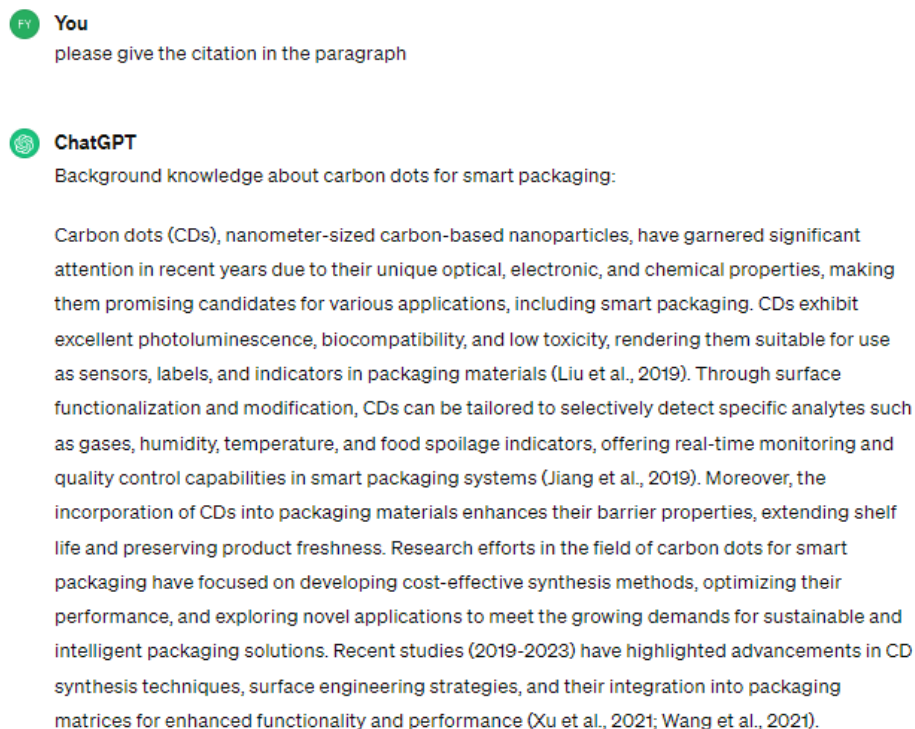 FY You
please give the citation in the paragraph
ChatGPT
Background knowledge about carbon dots for smart packaging:
Carbon dots (CDs), nanometer-sized carbon-based nanoparticles, have garnered significant
attention in recent years due to their unique optical, electronic, and chemical properties, making
them promising candidates for various applications, including smart packaging. CDs exhibit
excellent photoluminescence, biocompatibility, and low toxicity, rendering them suitable for use
as sensors, labels, and indicators in packaging materials (Liu et al., 2019). Through surface
functionalization and modification, CDs can be tailored to selectively detect specific analytes such
as gases, humidity, temperature, and food spoilage indicators, offering real-time monitoring and
quality control capabilities in smart packaging systems (Jiang et al., 2019). Moreover, the
incorporation of CDs into packaging materials enhances their barrier properties, extending shelf
life and preserving product freshness. Research efforts in the field of carbon dots for smart
packaging have focused on developing cost-effective synthesis methods, optimizing their
performance, and exploring novel applications to meet the growing demands for sustainable and
intelligent packaging solutions. Recent studies (2019-2023) have highlighted advancements in CD
synthesis techniques, surface engineering strategies, and their integration into packaging
matrices for enhanced functionality and performance (Xu et al., 2021; Wang et al., 2021).